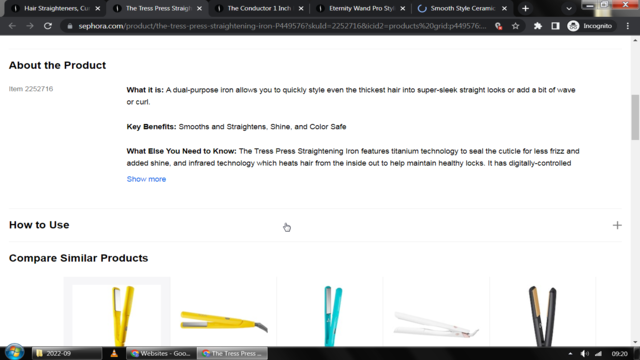 Hair Straighteners, Cu
The Tress Press Straight
The Conductor 1 Inch
Eternity Wand Pro Styl
Smooth Style Ceramic
sephora.com/product/the-tress-press-straightening-iron-P449576?skuId=2252716&icid2=products%20grid:p449576:
Incognito
About the Product
Item 2252716
What it is: A dual-purpose iron allows you to quickly style even the thickest hair into super-sleek straight looks or add a bit of wave
or curl.
Key Benefits: Smooths and Straightens, Shine, and Color Safe
What Else You Need to Know: The Tress Press Straightening Iron features titanium technology to seal the cuticle for less frizz and
added shine, and infrared technology which heats hair from the inside out to help maintain healthy locks. It has digitally-controlled
Show more
How to Use
Compare Similar Products
2022-09
Websites - Goo...
The Tress Press ...
09:20